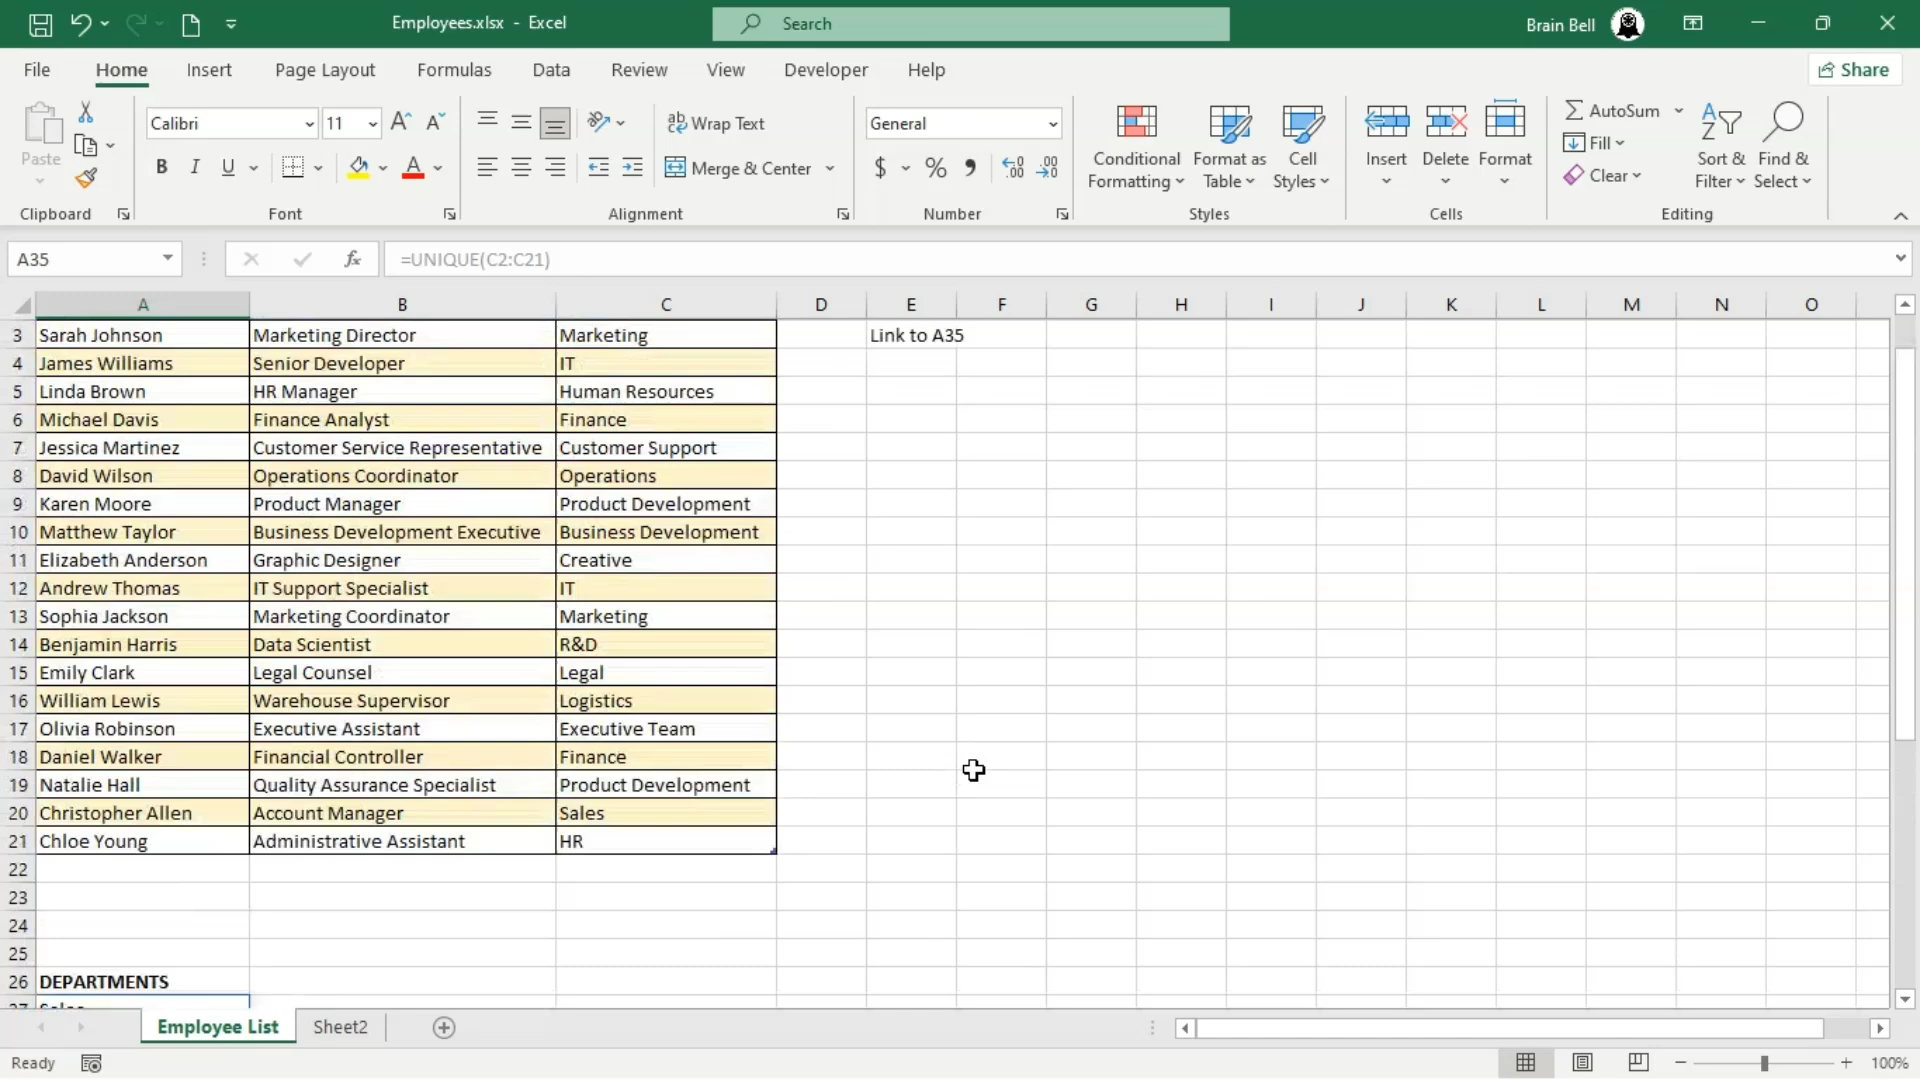 Employees.xlsx - Excel
Search
Brain Bell
File Home Insert Page Layout Formulas Data Review View Developer Help
Share
Paste
Clipboard
Calibri
11
B I U
Font
Wrap Text
Merge & Center
Alignment
General
$ %
Number
Conditional Formatting
Format as Table
Cell Styles
Styles
Insert
Delete
Format
Cells
AutoSum
Fill
Clear
Sort & Filter
Find & Select
Editing
A35
fx
=UNIQUE(C2:C21)
A B C D E F G H I J K L M N O
3 Sarah Johnson Marketing Director Marketing Link to A35
4 James Williams Senior Developer IT
5 Linda Brown HR Manager Human Resources
6 Michael Davis Finance Analyst Finance
7 Jessica Martinez Customer Service Representative Customer Support
8 David Wilson Operations Coordinator Operations
9 Karen Moore Product Manager Product Development
10 Matthew Taylor Business Development Executive Business Development
11 Elizabeth Anderson Graphic Designer Creative
12 Andrew Thomas IT Support Specialist IT
13 Sophia Jackson Marketing Coordinator Marketing
14 Benjamin Harris Data Scientist R&D
15 Emily Clark Legal Counsel Legal
16 William Lewis Warehouse Supervisor Logistics
17 Olivia Robinson Executive Assistant Executive Team
18 Daniel Walker Financial Controller Finance
19 Natalie Hall Quality Assurance Specialist Product Development
20 Christopher Allen Account Manager Sales
21 Chloe Young Administrative Assistant HR
22
23
24
25
26 DEPARTMENTS
27 Sales
Employee List Sheet2
Ready
100%